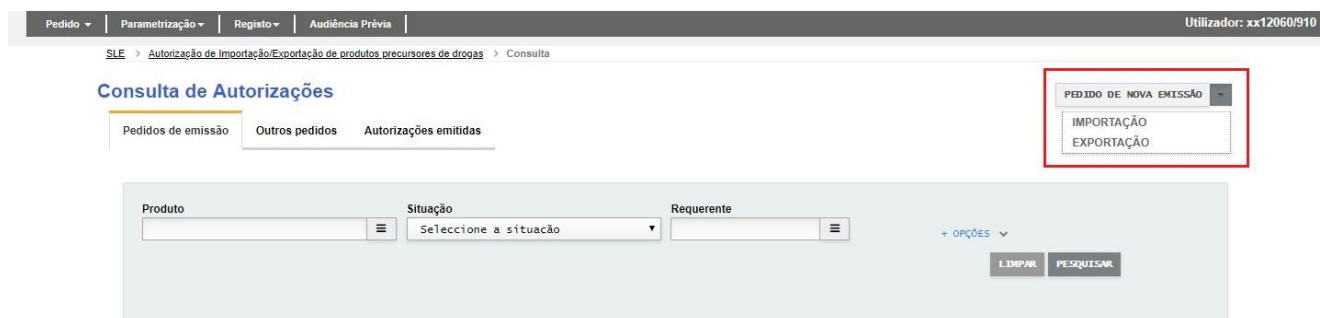 Pedido Parametrização Registo Audiência Prévia Utilizador: xx12060/910
SLE > Autorização de Importação/Exportação de produtos precursores de drogas > Consulta
Consulta de Autorizações
PEDIDO DE NOVA EMISSÃO
IMPORTAÇÃO
EXPORTAÇÃO
Pedidos de emissão Outros pedidos Autorizações emitidas
Produto Situação Requerente
Seleccione a situacão
+ OPÇÕES
LIMPAR PESQUISAR